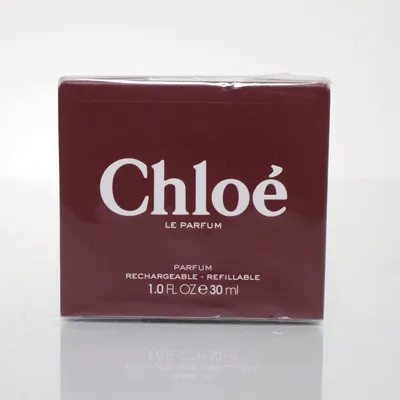 Chloé
LE PARFUM
PARFUM
RECHARGEABLE - REFILLABLE
1.0 FL OZ ℮ 30 ml